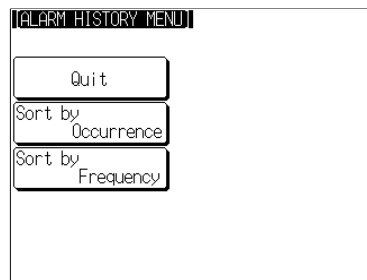 [ALARM HISTORY MENU]
Quit
Sort by
Occurrence
Sort by
Frequency